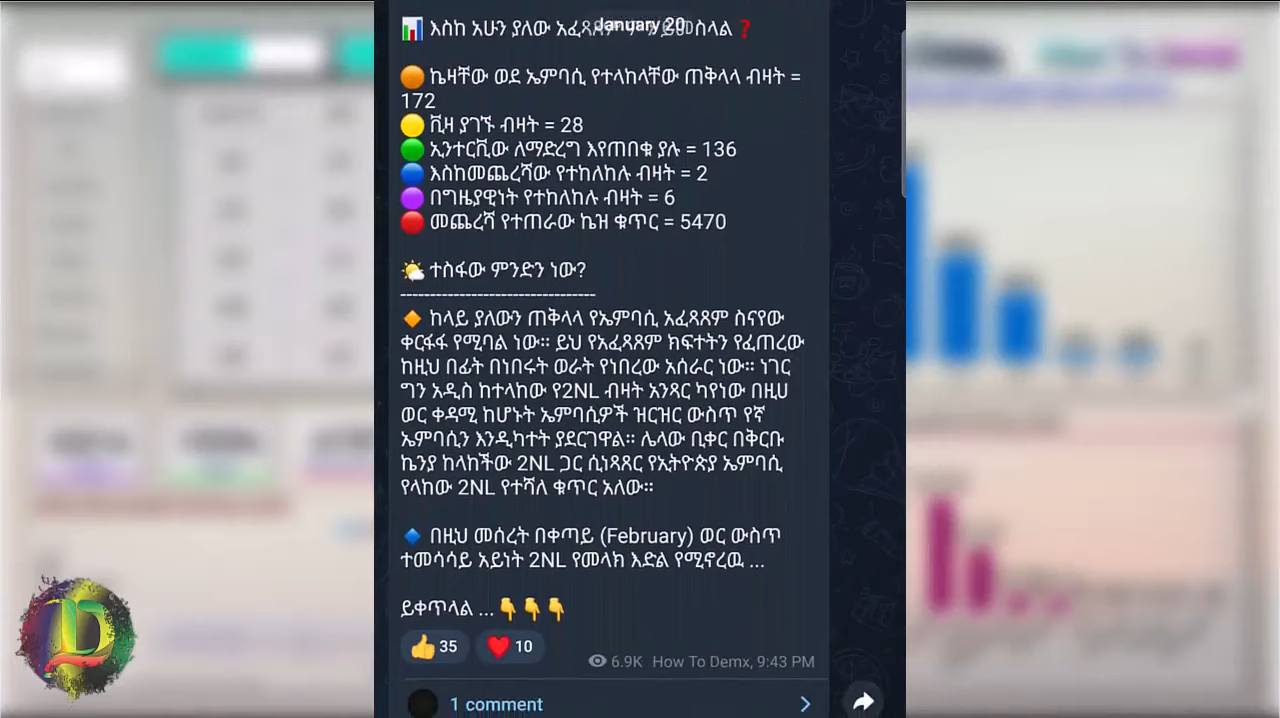 January 20
📊 እስከ አሁን ያለው አፈጻጸም ምን ይመስላል ❓
🟠 ኬዛቸው ወደ ኤምባሲ የተላከላቸው ጠቅላላ ብዛት =
172
🟡 ቪዛ ያገኙ ብዛት = 28
🟢 ኢንተርቪው ለማድረግ እየጠበቁ ያሉ = 136
🔵 እስከመጨረሻው የተከለከሉ ብዛት = 2
🟣 በግዜያዊነት የተከለከሉ ብዛት = 6
🔴 መጨረሻ የተጠራው ኬዝ ቁጥር = 5470
🌤 ተስፋው ምንድን ነው?
--------------------------------
🔶 ከላይ ያለውን ጠቅላላ የኤምባሲ አፈጻጸም ስናየው
ቀርፋፋ የሚባል ነው። ይህ የአፈጻጸም ክፍተትን የፈጠረው
ከዚህ በፊት በነበሩት ወራት የነበረው አሰራር ነው። ነገር
ግን አዲስ ከተላከው የ2NL ብዛት አንጻር ካየነው በዚህ
ወር ቀዳሚ ከሆኑት ኤምባሲዎች ዝርዝር ውስጥ የኛ
ኤምባሲን እንዲካተት ያደርገዋል። ሌላው ቢቀር በቅርቡ
ኬንያ ከላከችው 2NL ጋር ሲነጻጸር የኢትዮጵያ ኤምባሲ
የላከው 2NL የተሻለ ቁጥር አለው።
🔷 በዚህ መሰረት በቀጣይ (February) ወር ውስጥ
ተመሳሳይ አይነት 2NL የመላክ እድል የሚኖረዉ ...
ይቀጥላል ...👇👇👇
👍 35 ❤️ 10
6.9K How To Demx, 9:43 PM
1 comment